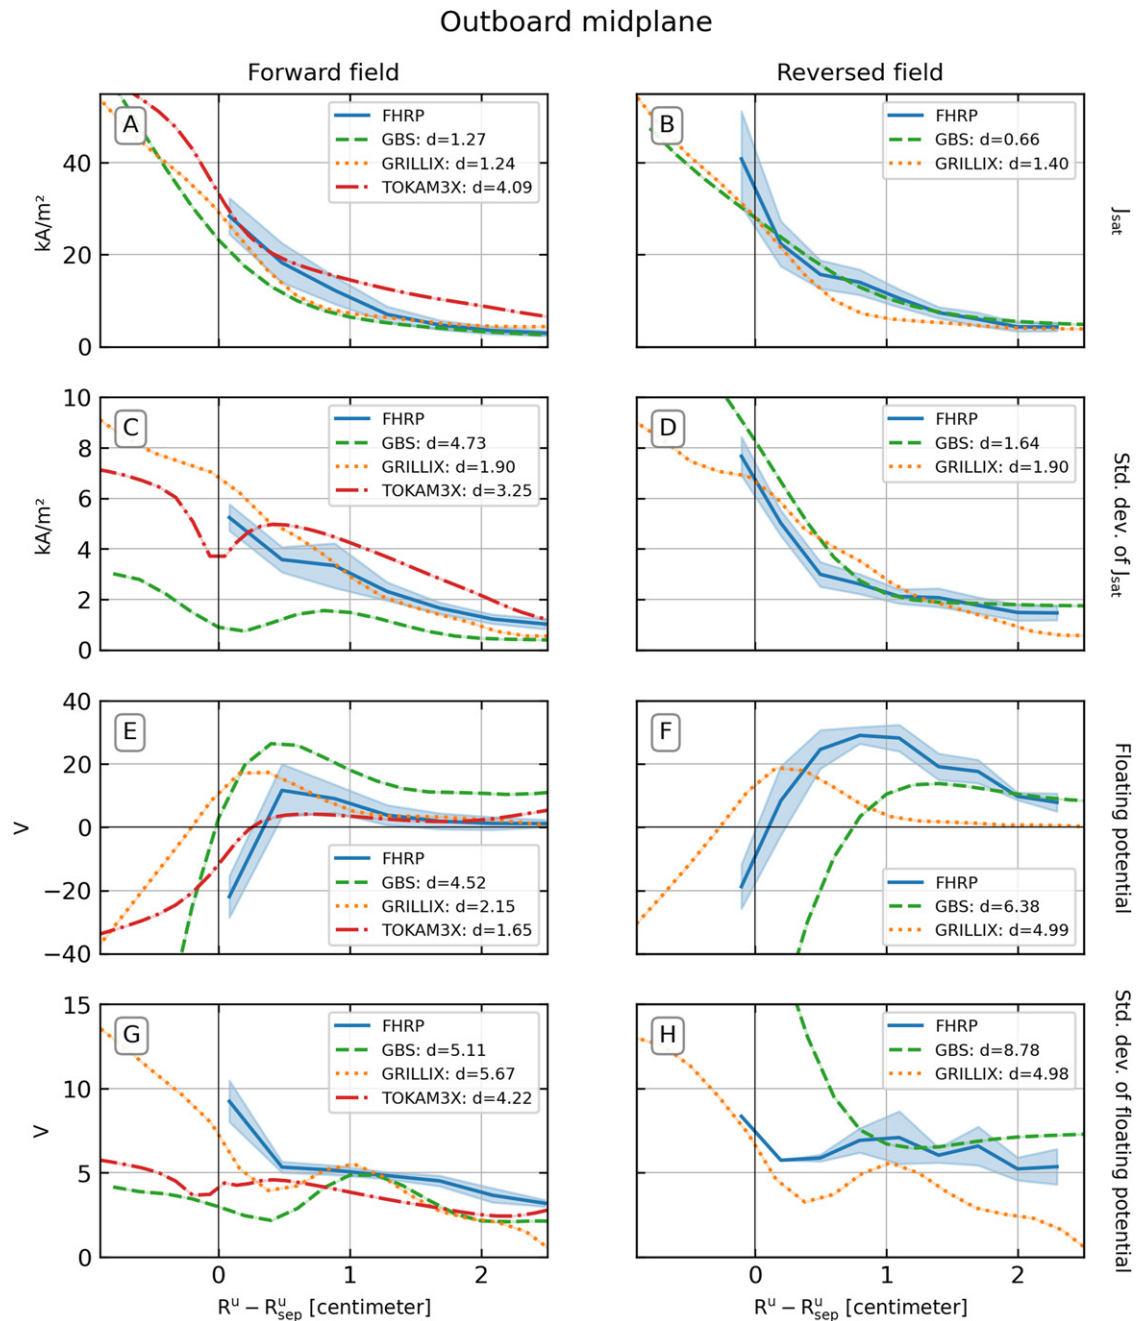 Outboard midplane
Forward field
Reversed field
A
FHRP
GBS: d=1.27
GRILLIX: d=1.24
TOKAM3X: d=4.09
40
20
0
kA/m²
B
FHRP
GBS: d=0.66
GRILLIX: d=1.40
Jsat
C
FHRP
GBS: d=4.73
GRILLIX: d=1.90
TOKAM3X: d=3.25
10
8
6
4
2
0
kA/m²
D
FHRP
GBS: d=1.64
GRILLIX: d=1.90
Std. dev. of Jsat
E
FHRP
GBS: d=4.52
GRILLIX: d=2.15
TOKAM3X: d=1.65
40
20
0
−20
−40
V
F
FHRP
GBS: d=6.38
GRILLIX: d=4.99
Floating potential
G
FHRP
GBS: d=5.11
GRILLIX: d=5.67
TOKAM3X: d=4.22
15
10
5
0
V
H
FHRP
GBS: d=8.78
GRILLIX: d=4.98
Std. dev. of floating potential
0 1 2
0 1 2
Rᵘ − Rᵘsep [centimeter]
Rᵘ − Rᵘsep [centimeter]